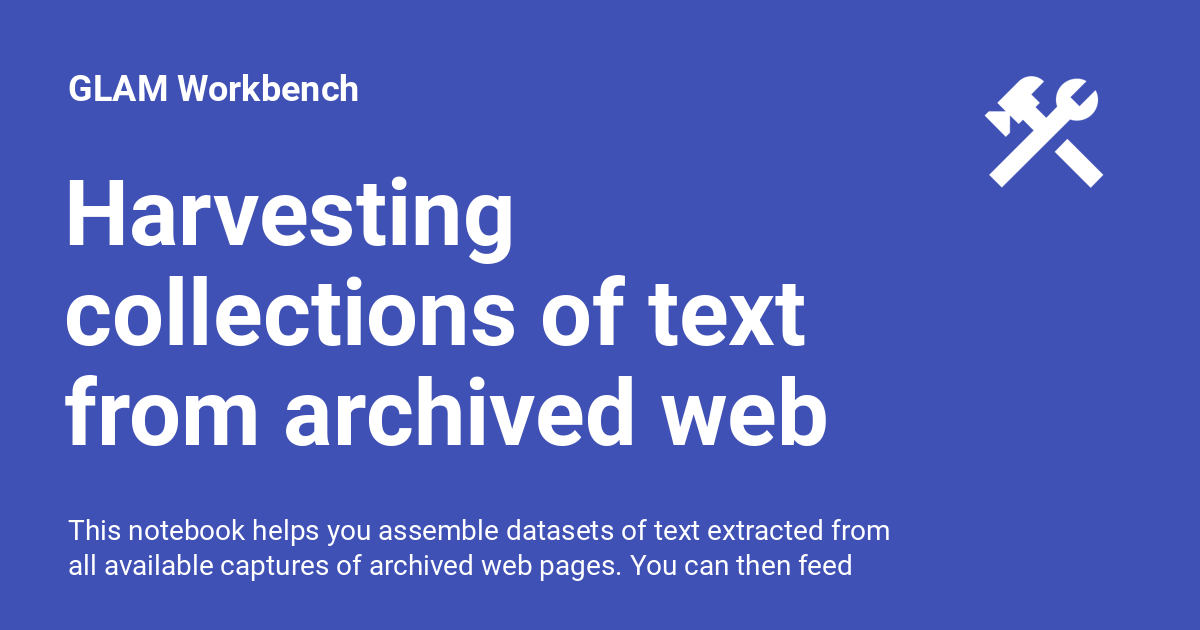 GLAM Workbench
Harvesting
collections of text
from archived web
This notebook helps you assemble datasets of text extracted from
all available captures of archived web pages. You can then feed